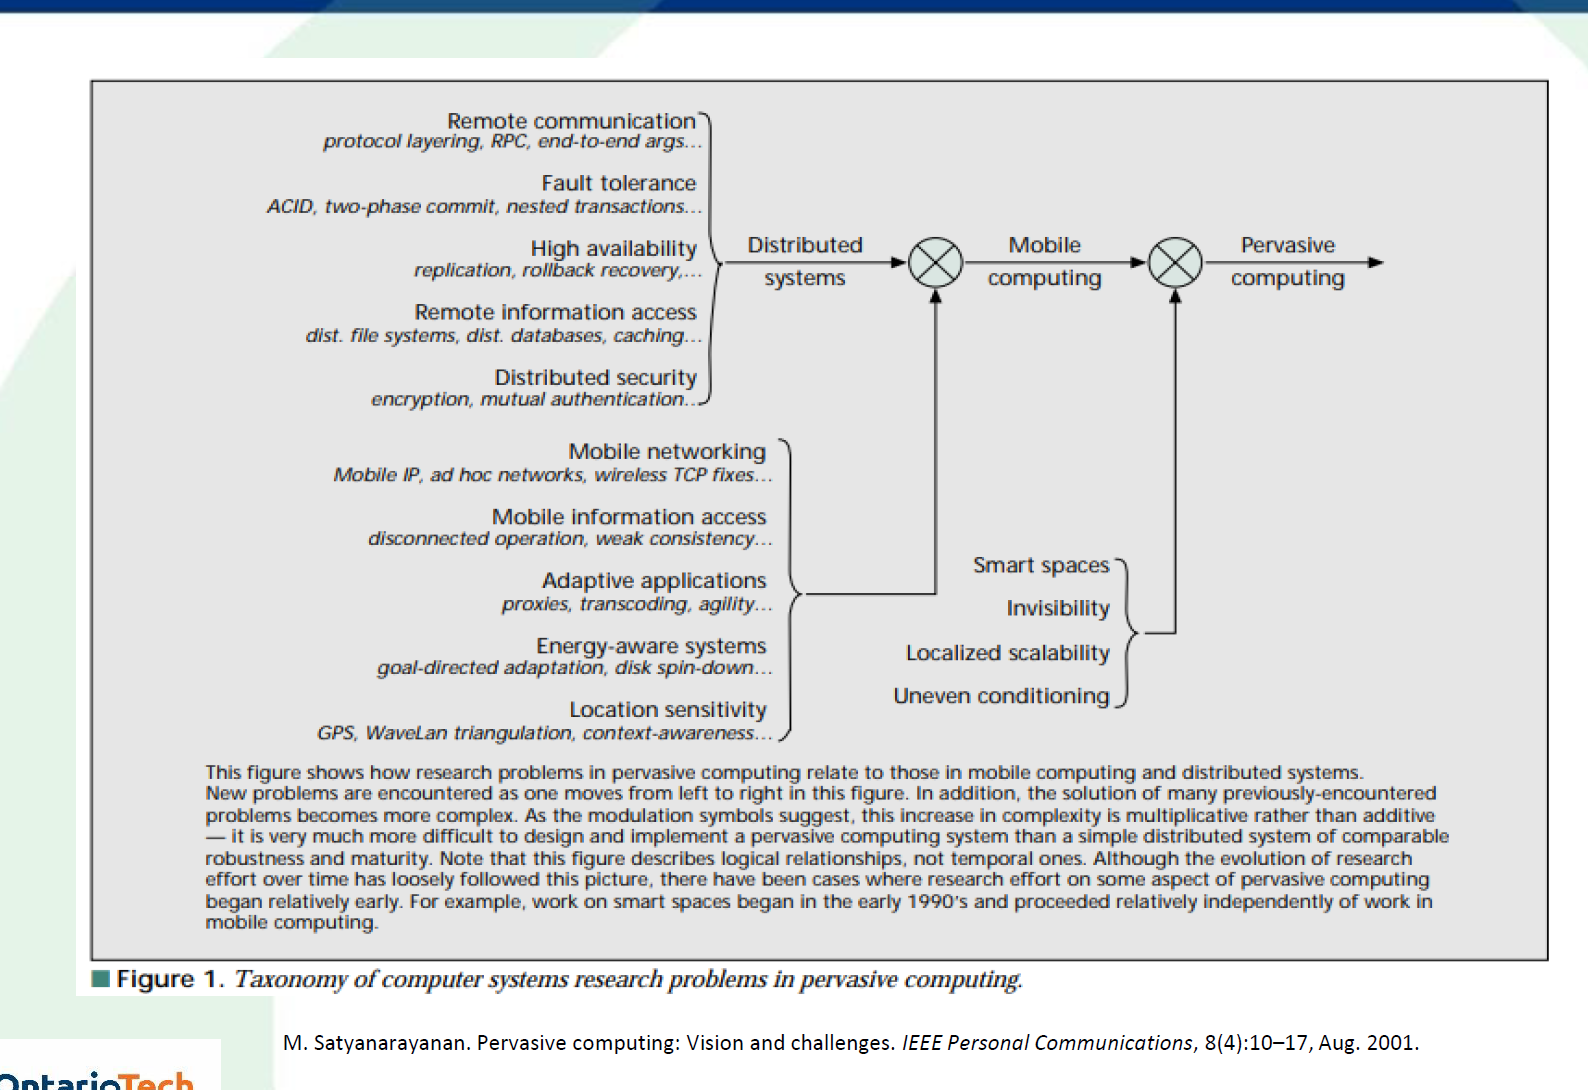 Remote communication
protocol layering, RPC, end-to-end args...
Fault tolerance
ACID, two-phase commit, nested transactions...
High availability
replication, rollback recovery,...
Remote information access
dist. file systems, dist. databases, caching...
Distributed security
encryption, mutual authentication...
Distributed
systems
Mobile
computing
Pervasive
computing
Mobile networking
Mobile IP, ad hoc networks, wireless TCP fixes...
Mobile information access
disconnected operation, weak consistency...
Adaptive applications
proxies, transcoding, agility...
Energy-aware systems
goal-directed adaptation, disk spin-down...
Location sensitivity
GPS, WaveLan triangulation, context-awareness...
Smart spaces
Invisibility
Localized scalability
Uneven conditioning
This figure shows how research problems in pervasive computing relate to those in mobile computing and distributed systems.
New problems are encountered as one moves from left to right in this figure. In addition, the solution of many previously-encountered
problems becomes more complex. As the modulation symbols suggest, this increase in complexity is multiplicative rather than additive
— it is very much more difficult to design and implement a pervasive computing system than a simple distributed system of comparable
robustness and maturity. Note that this figure describes logical relationships, not temporal ones. Although the evolution of research
effort over time has loosely followed this picture, there have been cases where research effort on some aspect of pervasive computing
began relatively early. For example, work on smart spaces began in the early 1990's and proceeded relatively independently of work in
mobile computing.
Figure 1. Taxonomy of computer systems research problems in pervasive computing.
M. Satyanarayanan. Pervasive computing: Vision and challenges. IEEE Personal Communications, 8(4):10–17, Aug. 2001.
OntarioTech